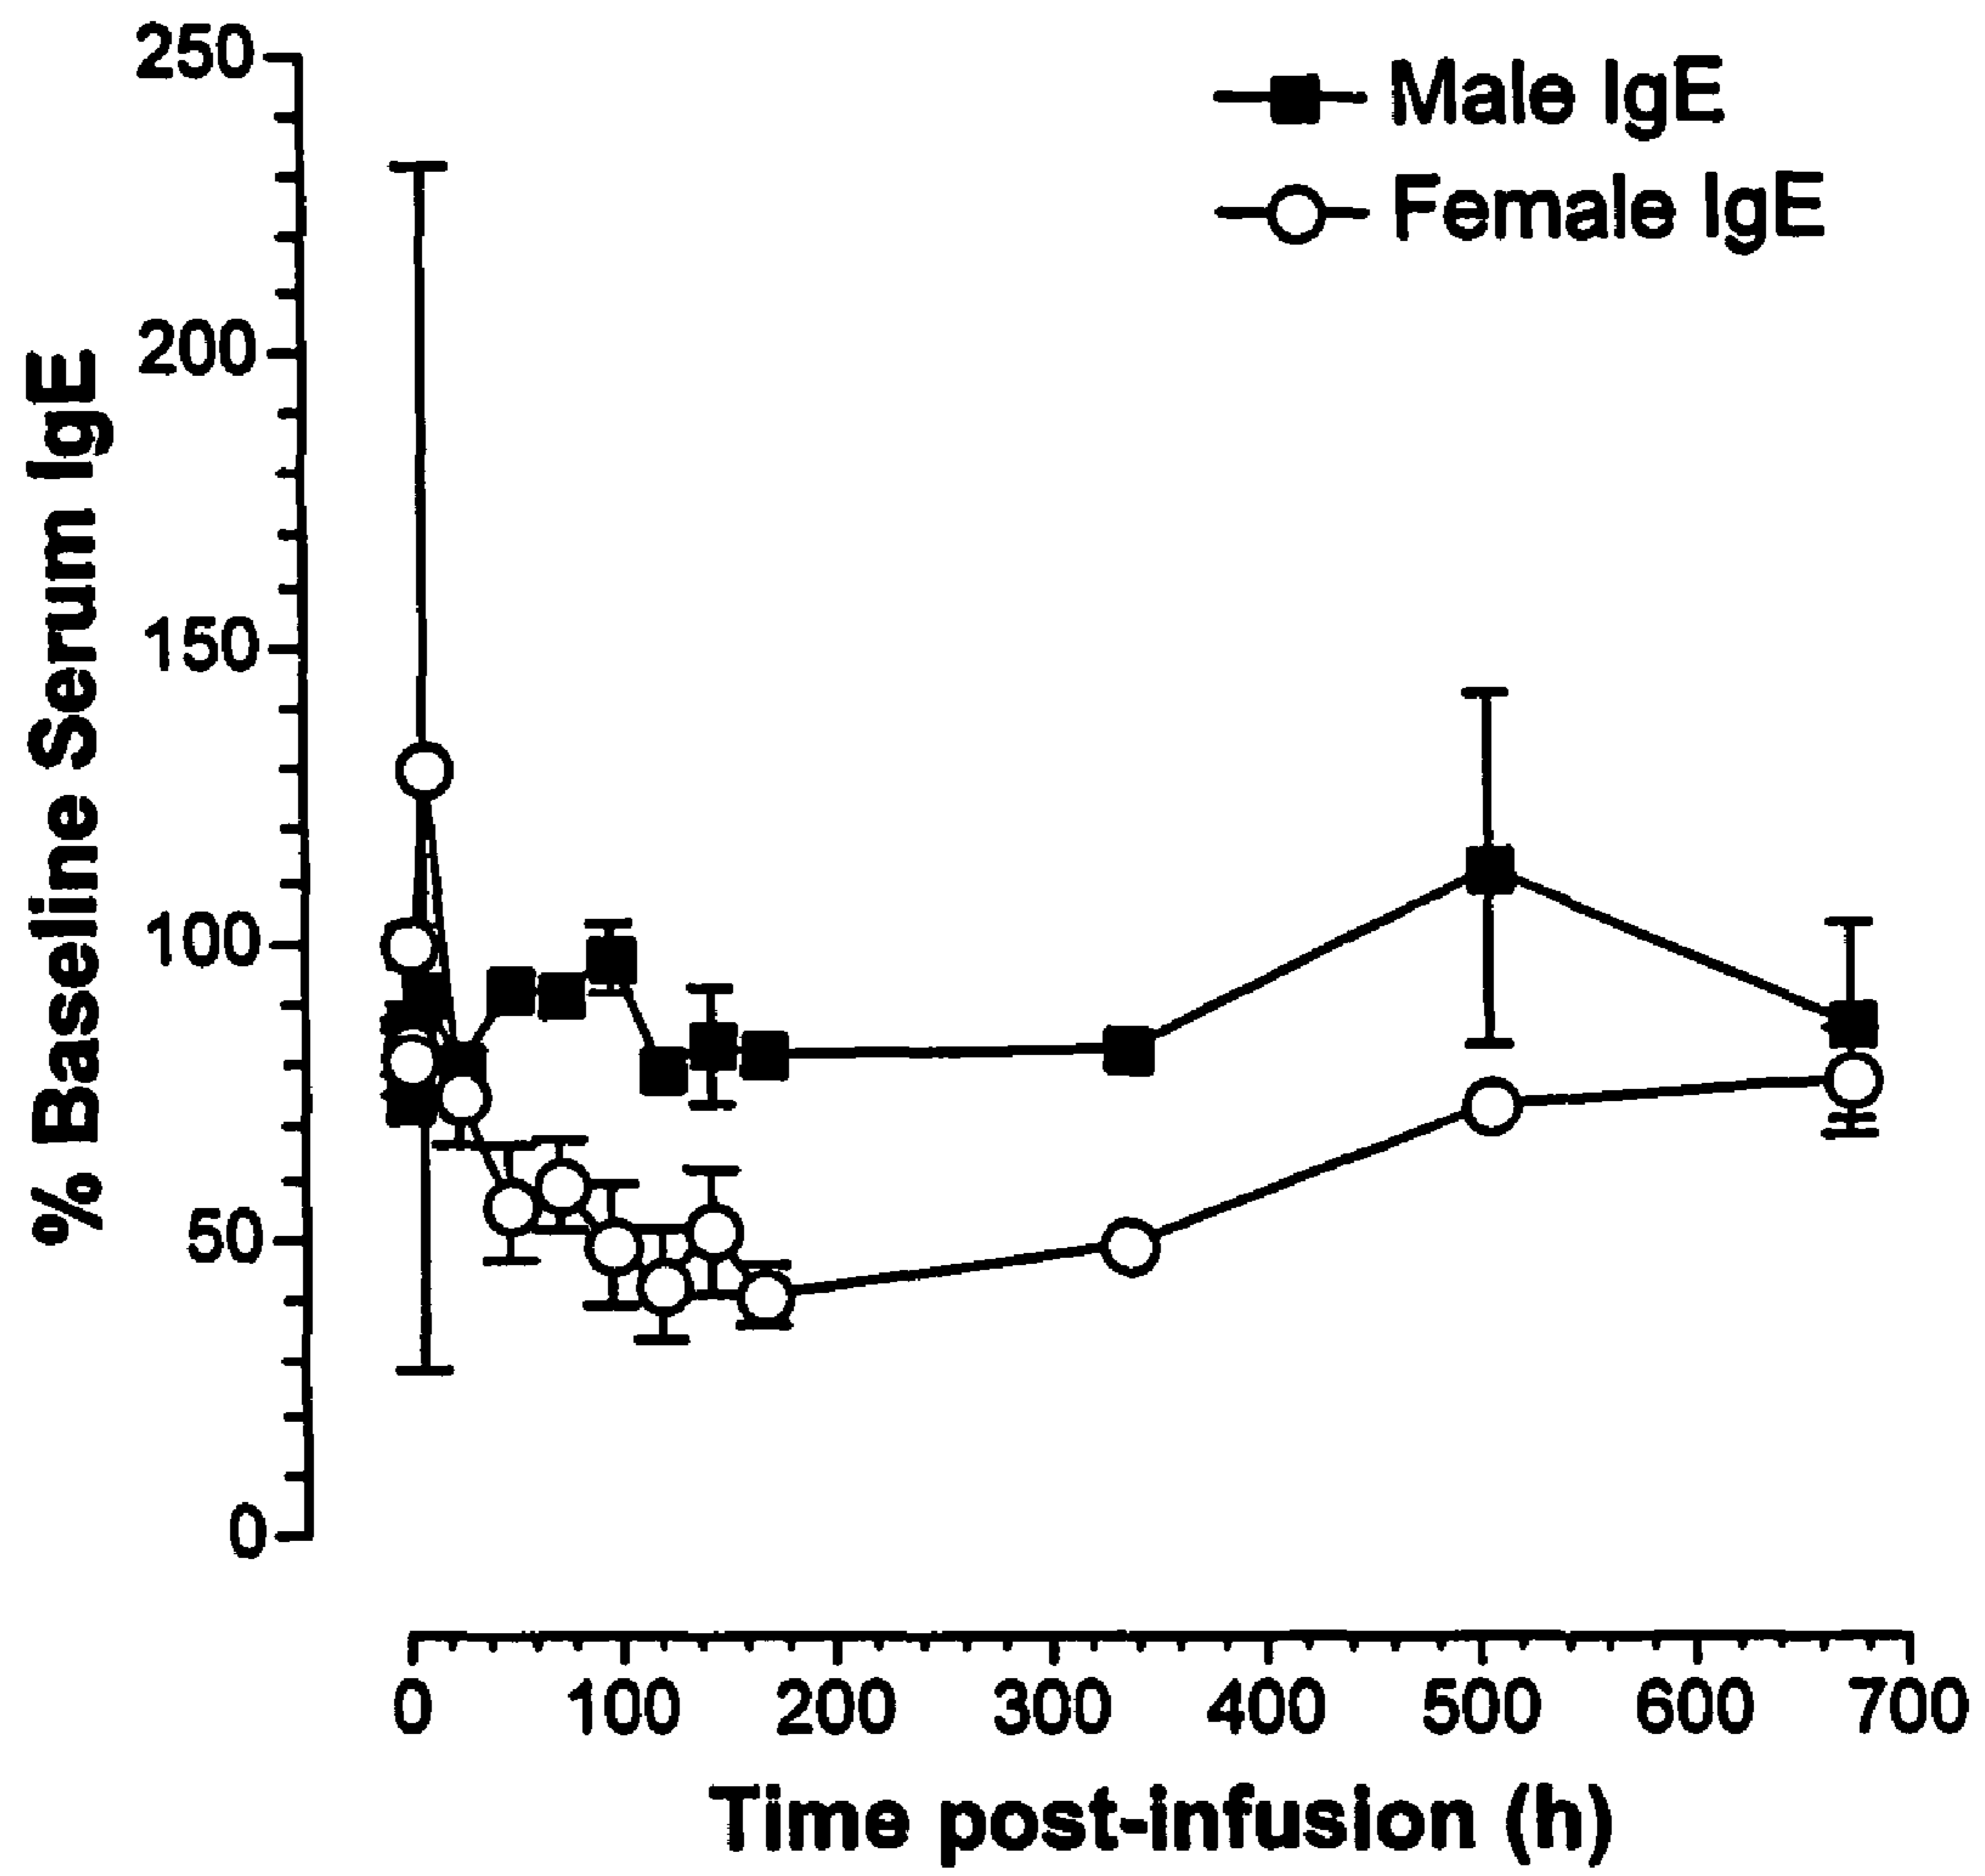 250
200
150
100
50
0
% Baseline Serum IgE
Male IgE
Female IgE
0 100 200 300 400 500 600 700
Time post-infusion (h)